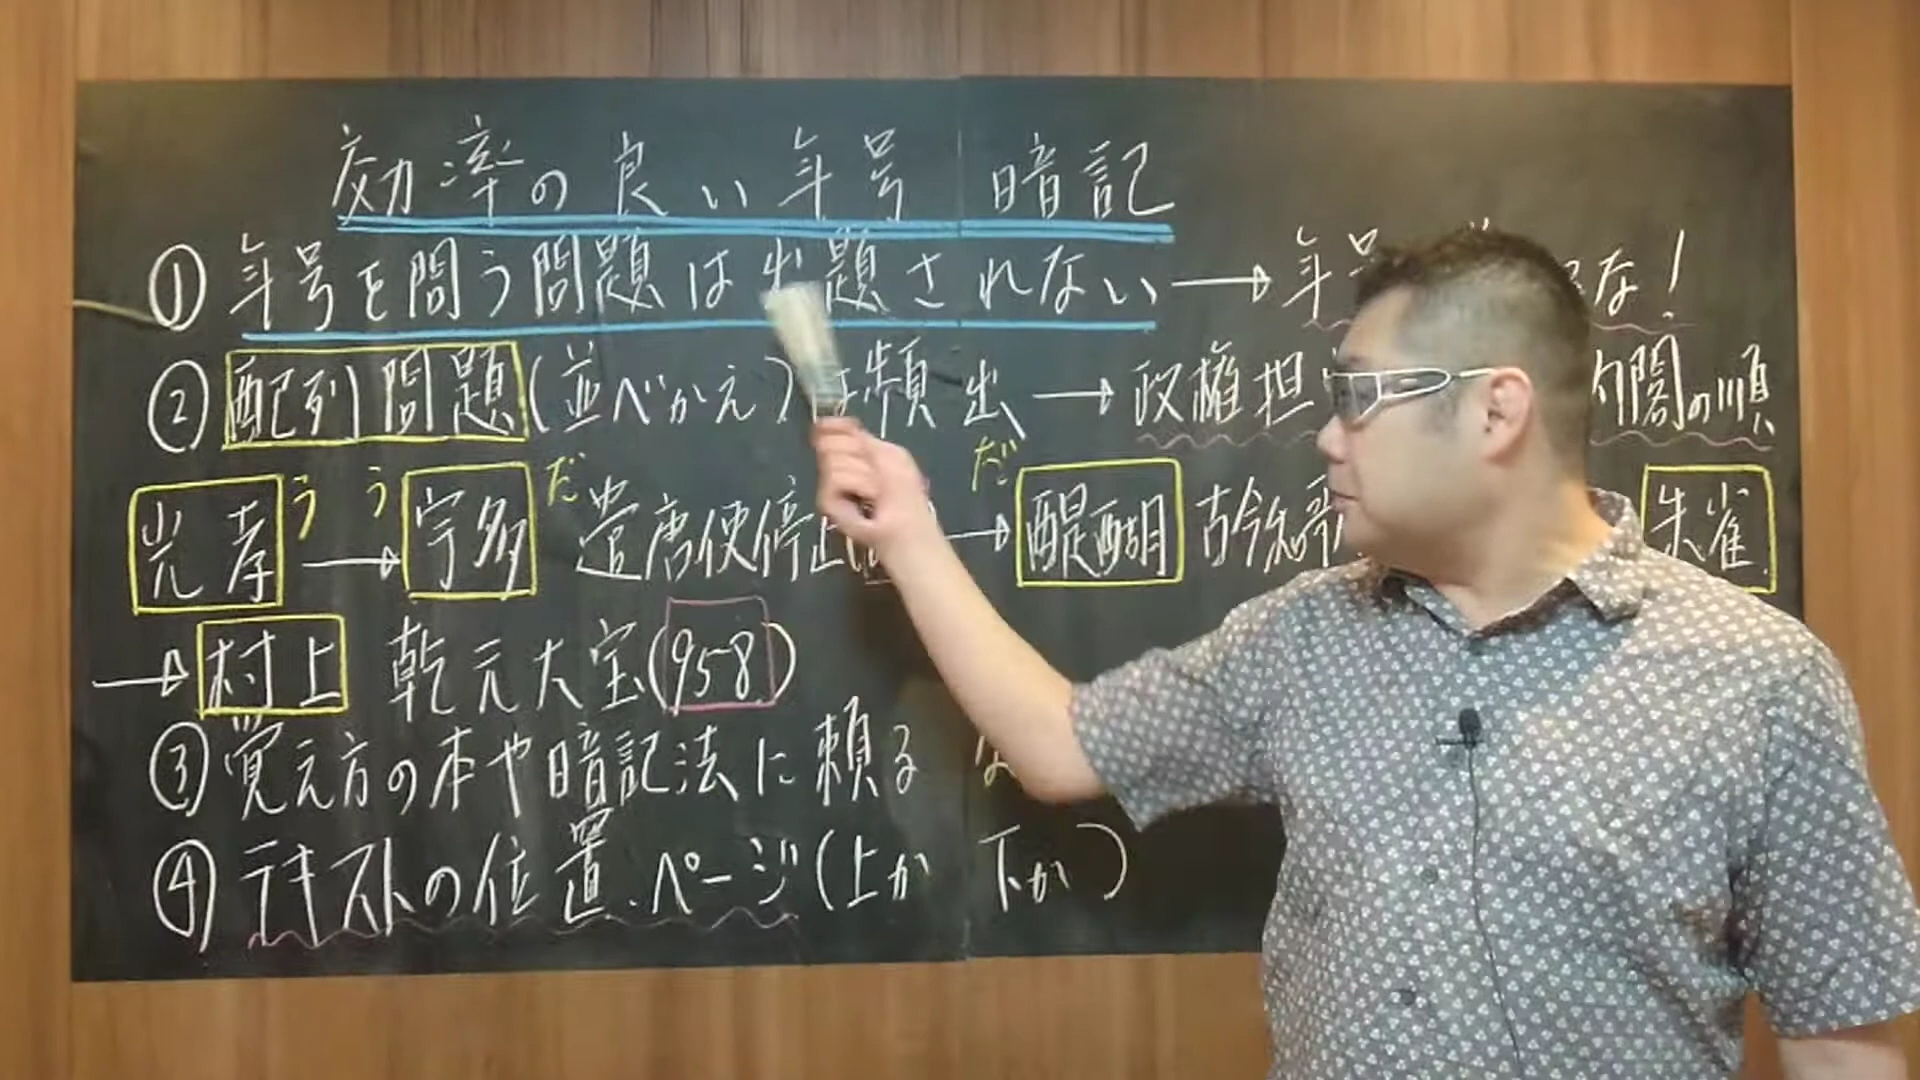 効率の良い年号暗記
① 年号を問う問題は出題されない → 年号 な!
② 配列問題(並べかえ)は頻出 → 政権担 内閣の順
光孝 う → う 宇多 だ 遣唐使停止 → だ 醍醐 古今和歌 朱雀
→ 村上 乾元大宝(958)
③ 覚え方の本や暗記法に頼るな
④ テキストの位置.ページ(上か下か)